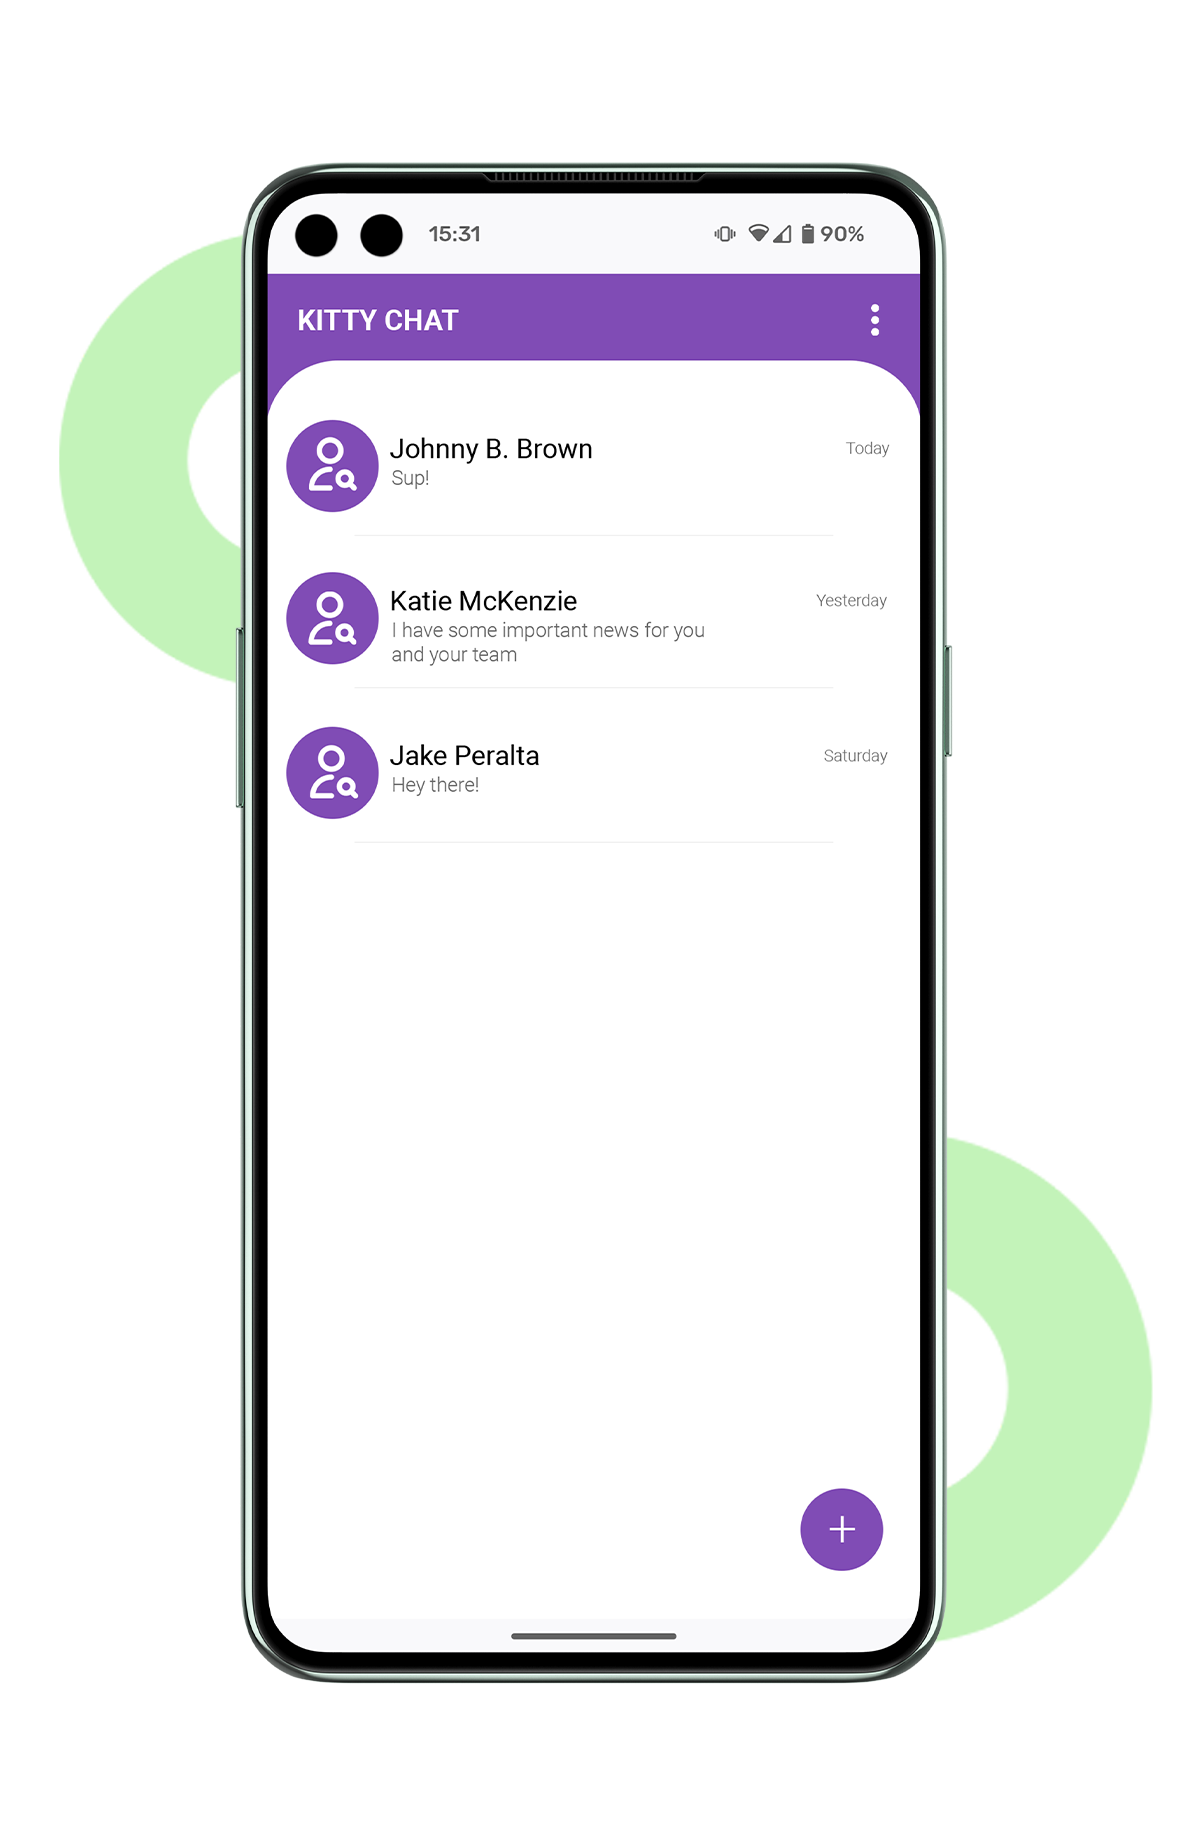 15:31
90%
KITTY CHAT
Johnny B. Brown
Today
Sup!
Katie McKenzie
Yesterday
I have some important news for you
and your team
Jake Peralta
Saturday
Hey there!